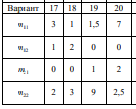 Вариант 17 18 19 20
m₁₁ 3 1 1,5 7
m₁₂ 1 2 0 0
m₂₁ 0 0 1 2
m₂₂ 2 3 9 2,5